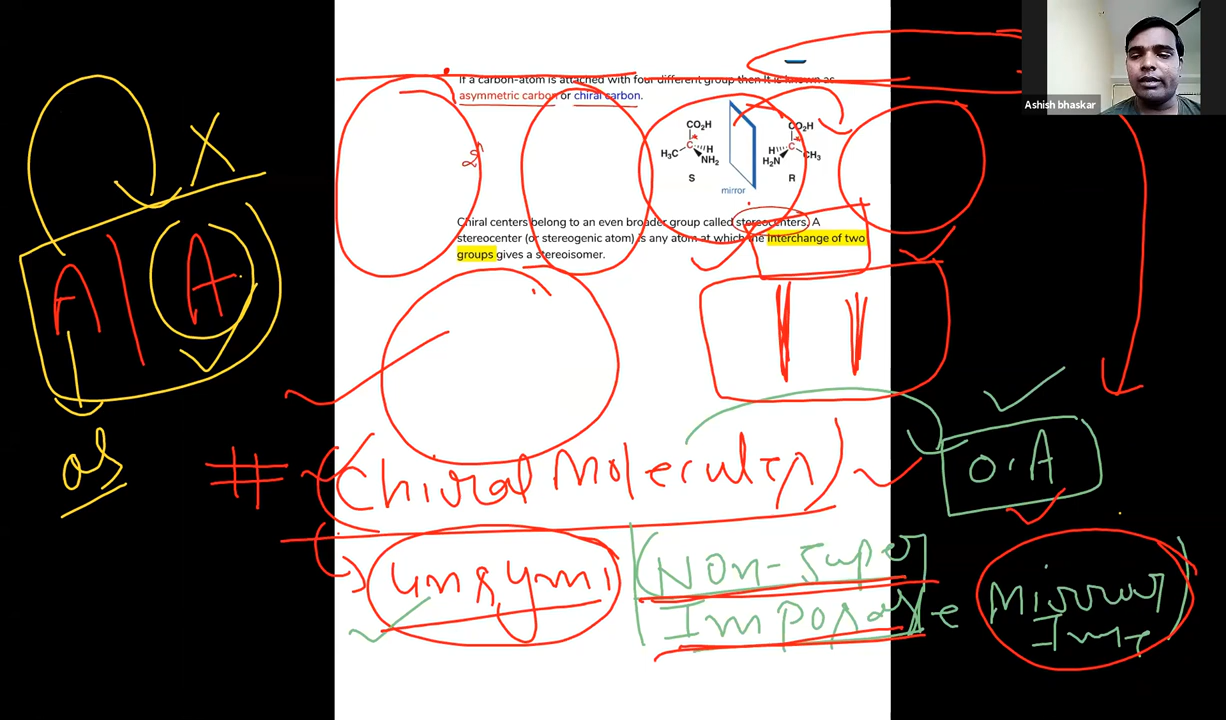 If a carbon-atom is attached with four different group then it is known as
asymmetric carbon or chiral carbon.
Ashish bhaskar
CO₂H
H₃C C H
NH₂
S
mirror
CO₂H
H C CH₃
H₂N
R
Chiral centers belong to an even broader group called stereocenters. A
stereocenter (or stereogenic atom) is any atom at which the interchange of two
groups gives a stereoisomer.
X
A | A
O.A
# Chiral Molecules
(Non-Super
Imposable Mirror